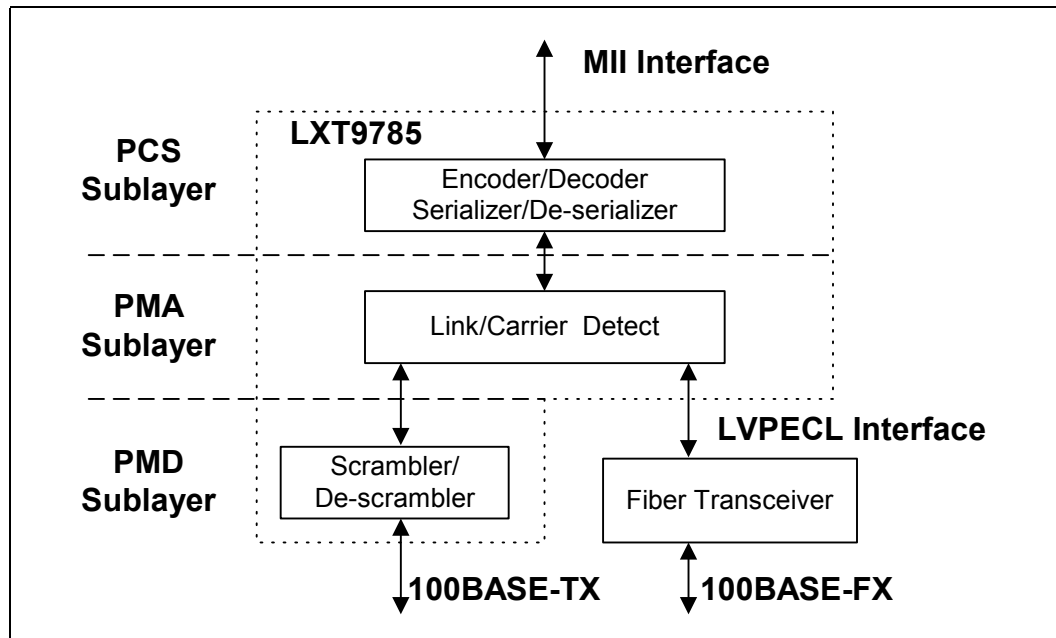 MII Interface
LXT9785
PCS
Sublayer
Encoder/Decoder
Serializer/De-serializer
PMA
Sublayer
Link/Carrier Detect
LVPECL Interface
PMD
Sublayer
Scrambler/
De-scrambler
Fiber Transceiver
100BASE-TX
100BASE-FX